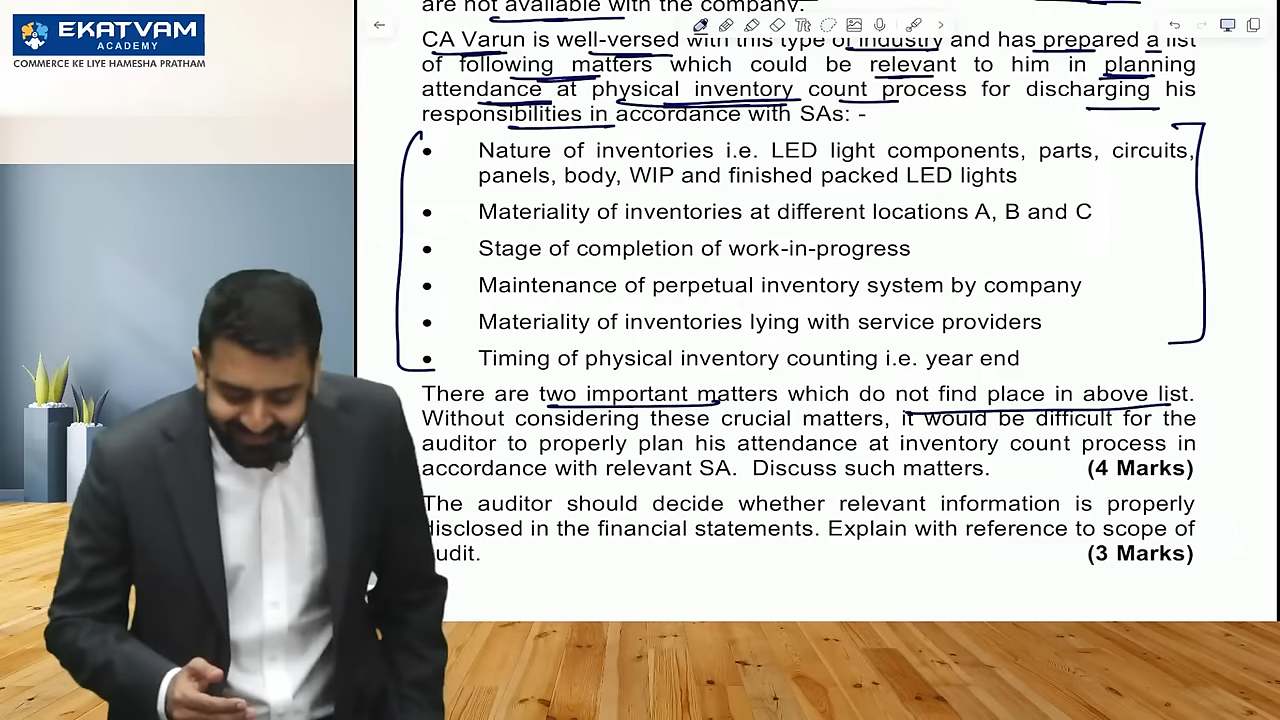 EKATVAM
ACADEMY
COMMERCE KE LIYE HAMESHA PRATHAM
are not available with the company.
CA Varun is well-versed with this type of industry and has prepared a list
of following matters which could be relevant to him in planning
attendance at physical inventory count process for discharging his
responsibilities in accordance with SAs: -
• Nature of inventories i.e. LED light components, parts, circuits,
panels, body, WIP and finished packed LED lights
• Materiality of inventories at different locations A, B and C
• Stage of completion of work-in-progress
• Maintenance of perpetual inventory system by company
• Materiality of inventories lying with service providers
• Timing of physical inventory counting i.e. year end
There are two important matters which do not find place in above list.
Without considering these crucial matters, it would be difficult for the
auditor to properly plan his attendance at inventory count process in
accordance with relevant SA. Discuss such matters. (4 Marks)
The auditor should decide whether relevant information is properly
disclosed in the financial statements. Explain with reference to scope of
audit. (3 Marks)